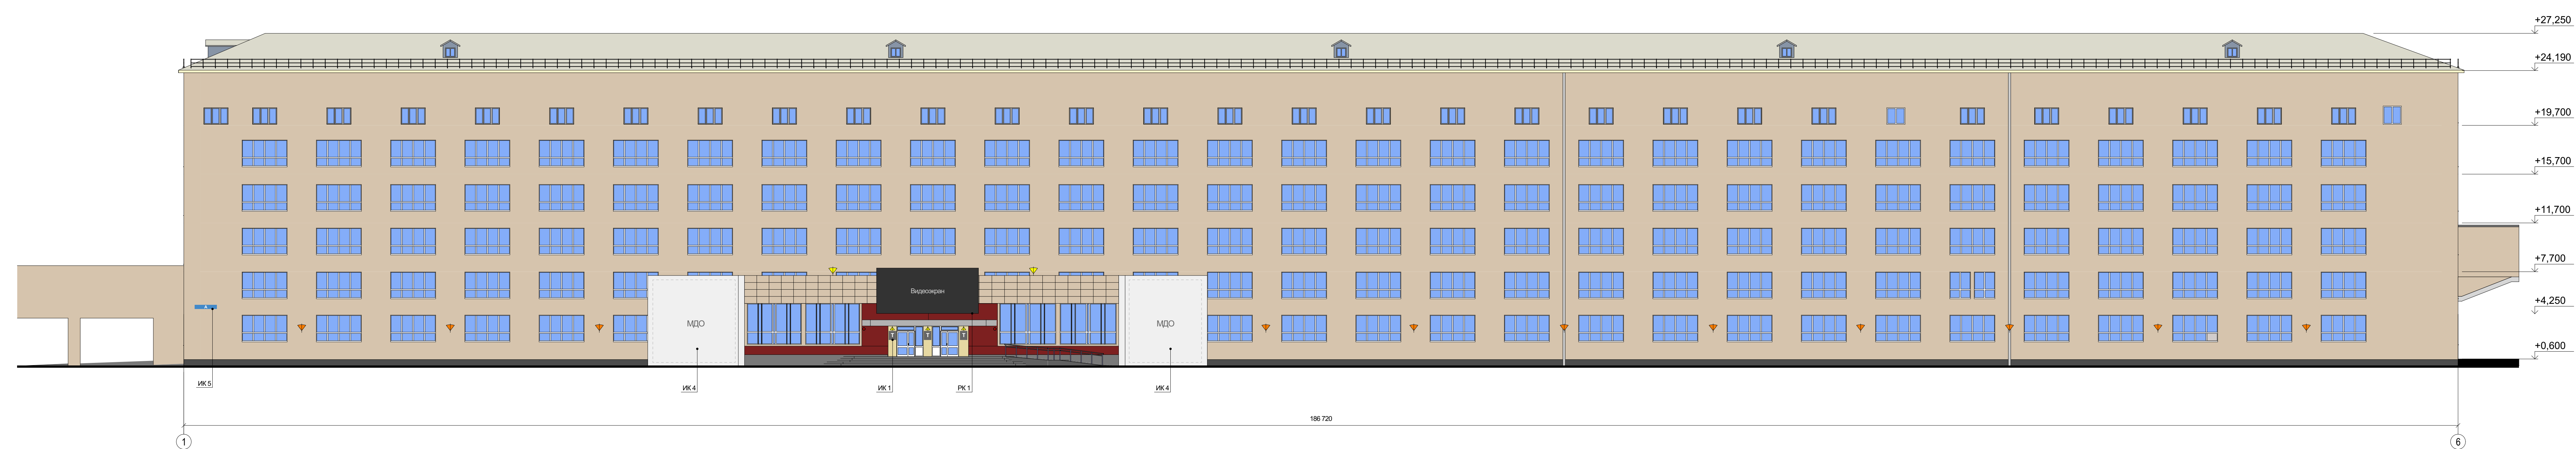 +27,250
+24,190
+19,700
+15,700
+11,700
+7,700
Видеоэкран
+4,250
МДО
МДО
+0,600
ИК 5
ИК 4
ИК 1
РК 1
ИК 4
186 720
1
6